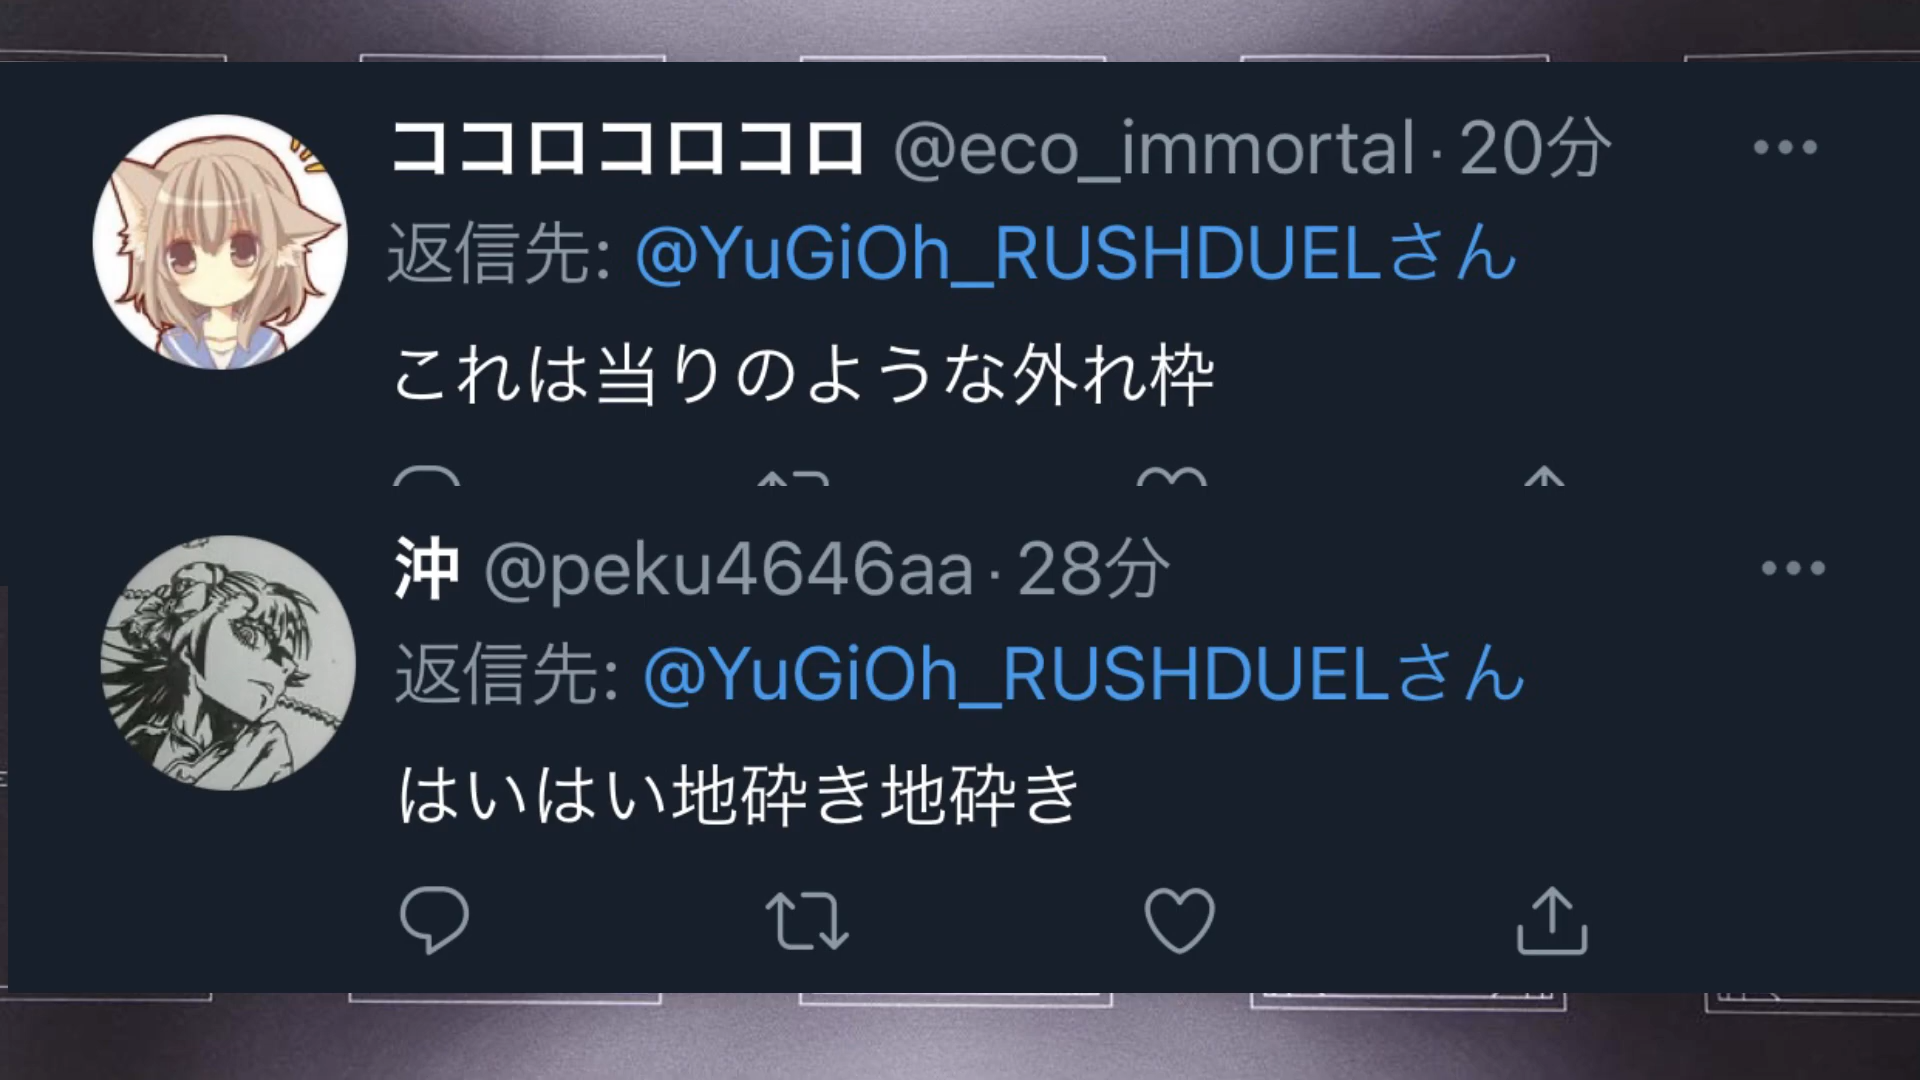 ココロコロコロ @eco_immortal · 20分
返信先: @YuGiOh_RUSHDUELさん
これは当りのような外れ枠
沖 @peku4646aa · 28分
返信先: @YuGiOh_RUSHDUELさん
はいはい地砕き地砕き